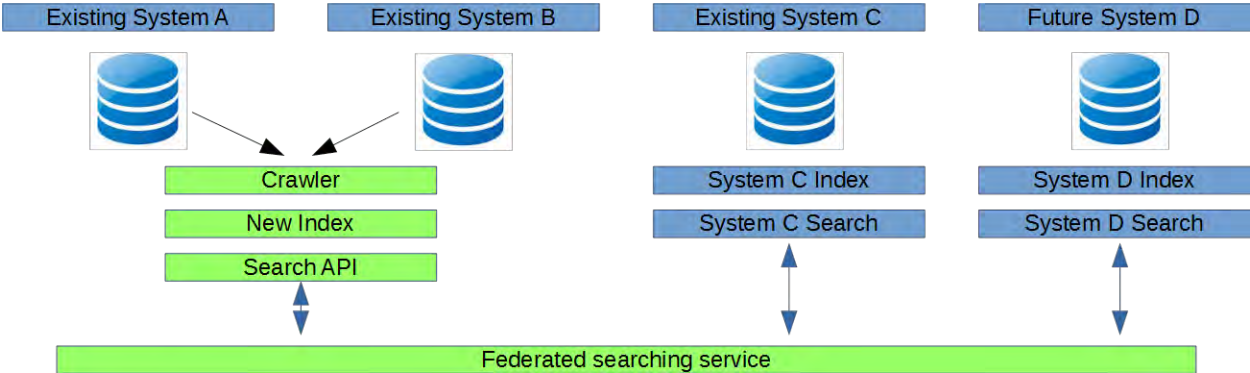 Existing System A
Existing System B
Existing System C
Future System D
Crawler
System C Index
System D Index
New Index
System C Search
System D Search
Search API
Federated searching service